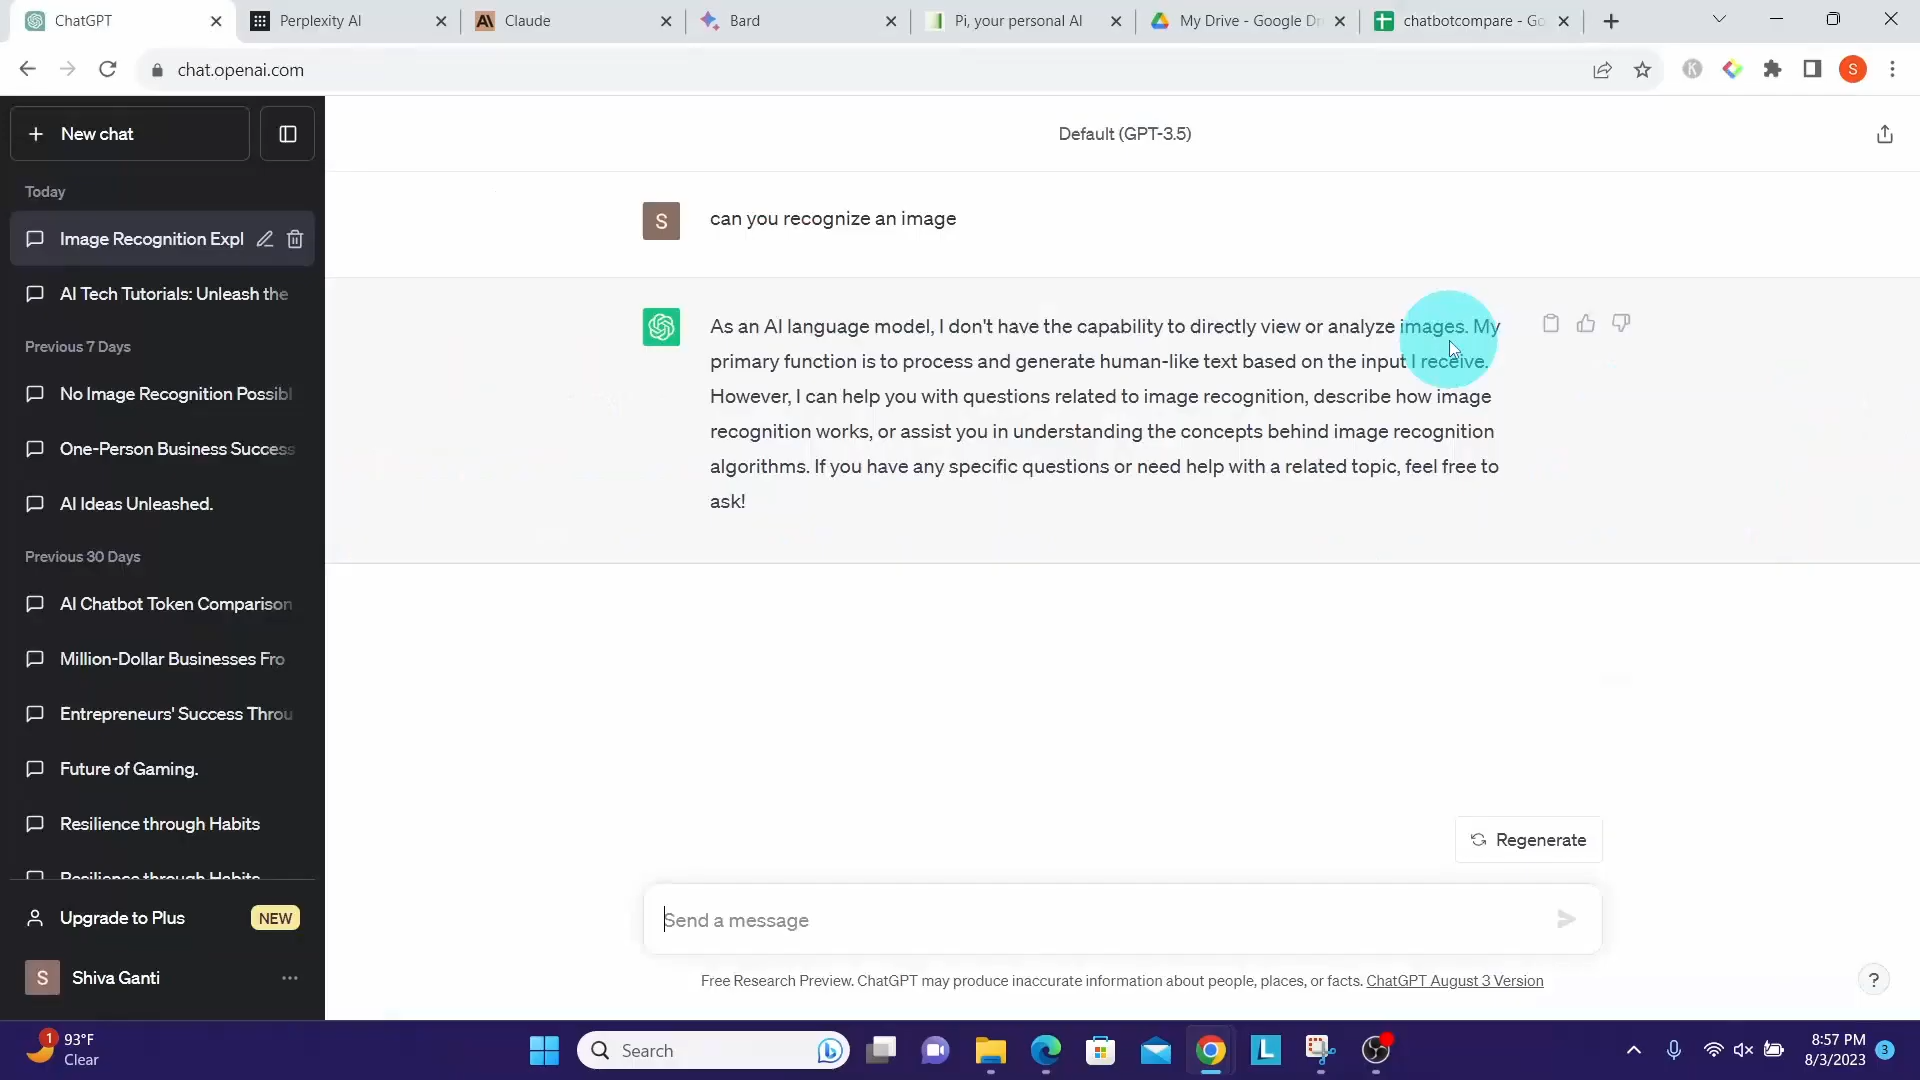 ChatGPT
Perplexity AI
Claude
Bard
Pi, your personal AI
My Drive - Google Dr
chatbotcompare - Go
chat.openai.com
S
New chat
Default (GPT-3.5)
Today
Image Recognition Expl
AI Tech Tutorials: Unleash the
Previous 7 Days
No Image Recognition Possibl
One-Person Business Success
AI Ideas Unleashed.
Previous 30 Days
AI Chatbot Token Comparison
Million-Dollar Businesses Fro
Entrepreneurs' Success Throu
Future of Gaming.
Resilience through Habits
Resilience through Habits
Upgrade to Plus
NEW
S
Shiva Ganti
S
can you recognize an image
As an AI language model, I don't have the capability to directly view or analyze images. My
primary function is to process and generate human-like text based on the input I receive.
However, I can help you with questions related to image recognition, describe how image
recognition works, or assist you in understanding the concepts behind image recognition
algorithms. If you have any specific questions or need help with a related topic, feel free to
ask!
Regenerate
Send a message
Free Research Preview. ChatGPT may produce inaccurate information about people, places, or facts. ChatGPT August 3 Version
?
1
93°F
Clear
Search
L
8:57 PM
8/3/2023
3